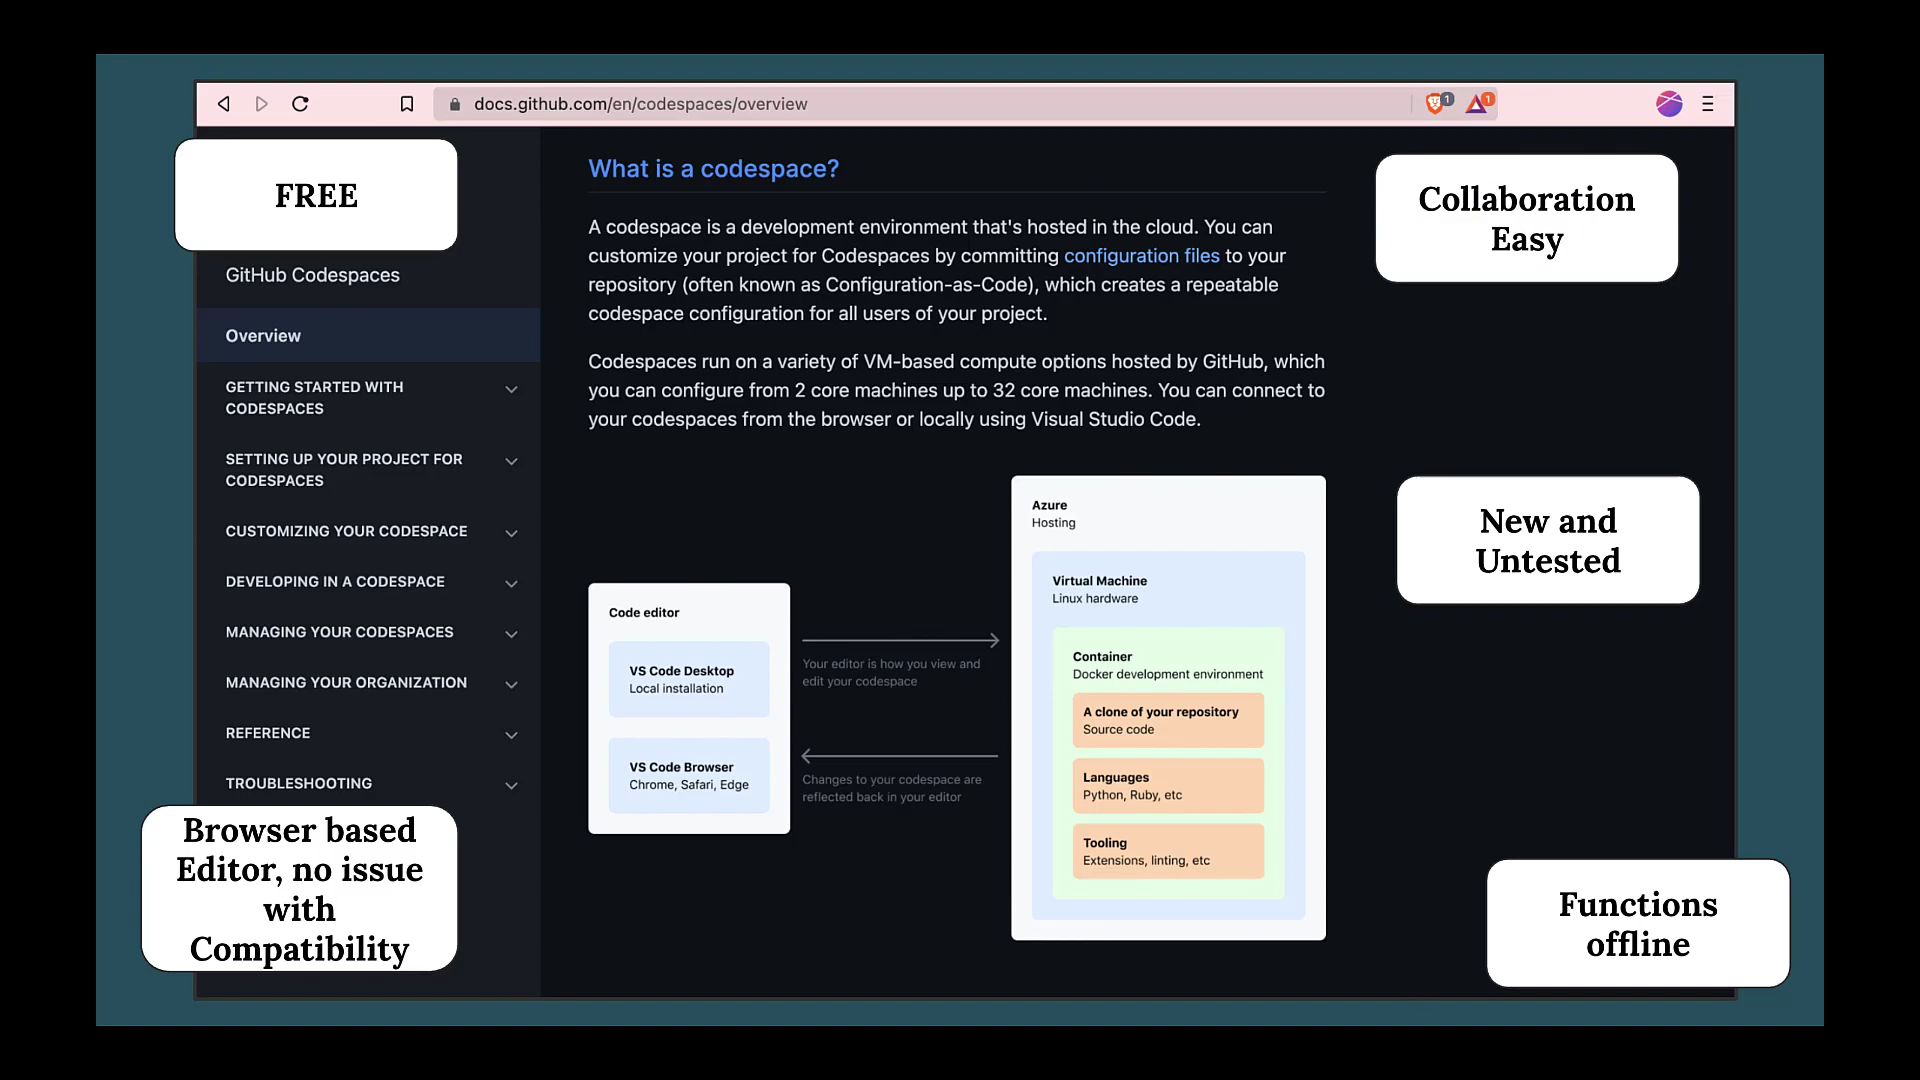 docs.github.com/en/codespaces/overview
1
1
FREE
GitHub Codespaces
Overview
GETTING STARTED WITH
CODESPACES
SETTING UP YOUR PROJECT FOR
CODESPACES
CUSTOMIZING YOUR CODESPACE
DEVELOPING IN A CODESPACE
MANAGING YOUR CODESPACES
MANAGING YOUR ORGANIZATION
REFERENCE
TROUBLESHOOTING
Browser based
Editor, no issue
with
Compatibility
What is a codespace?
A codespace is a development environment that's hosted in the cloud. You can
customize your project for Codespaces by committing configuration files to your
repository (often known as Configuration-as-Code), which creates a repeatable
codespace configuration for all users of your project.
Codespaces run on a variety of VM-based compute options hosted by GitHub, which
you can configure from 2 core machines up to 32 core machines. You can connect to
your codespaces from the browser or locally using Visual Studio Code.
Code editor
VS Code Desktop
Local installation
VS Code Browser
Chrome, Safari, Edge
Your editor is how you view and
edit your codespace
Changes to your codespace are
reflected back in your editor
Azure
Hosting
Virtual Machine
Linux hardware
Container
Docker development environment
A clone of your repository
Source code
Languages
Python, Ruby, etc
Tooling
Extensions, linting, etc
Collaboration
Easy
New and
Untested
Functions
offline